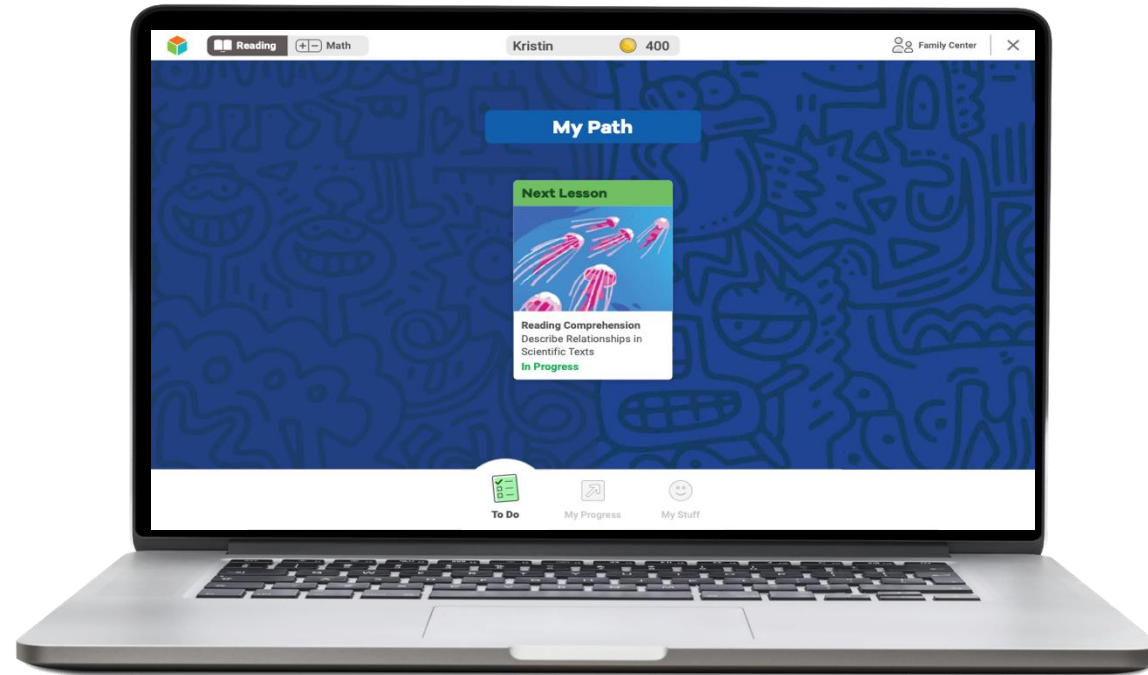 Reading
Math
Kristin
400
Family Center
My Path
Next Lesson
Reading Comprehension
Describe Relationships in
Scientific Texts
In Progress
To Do
My Progress
My Stuff